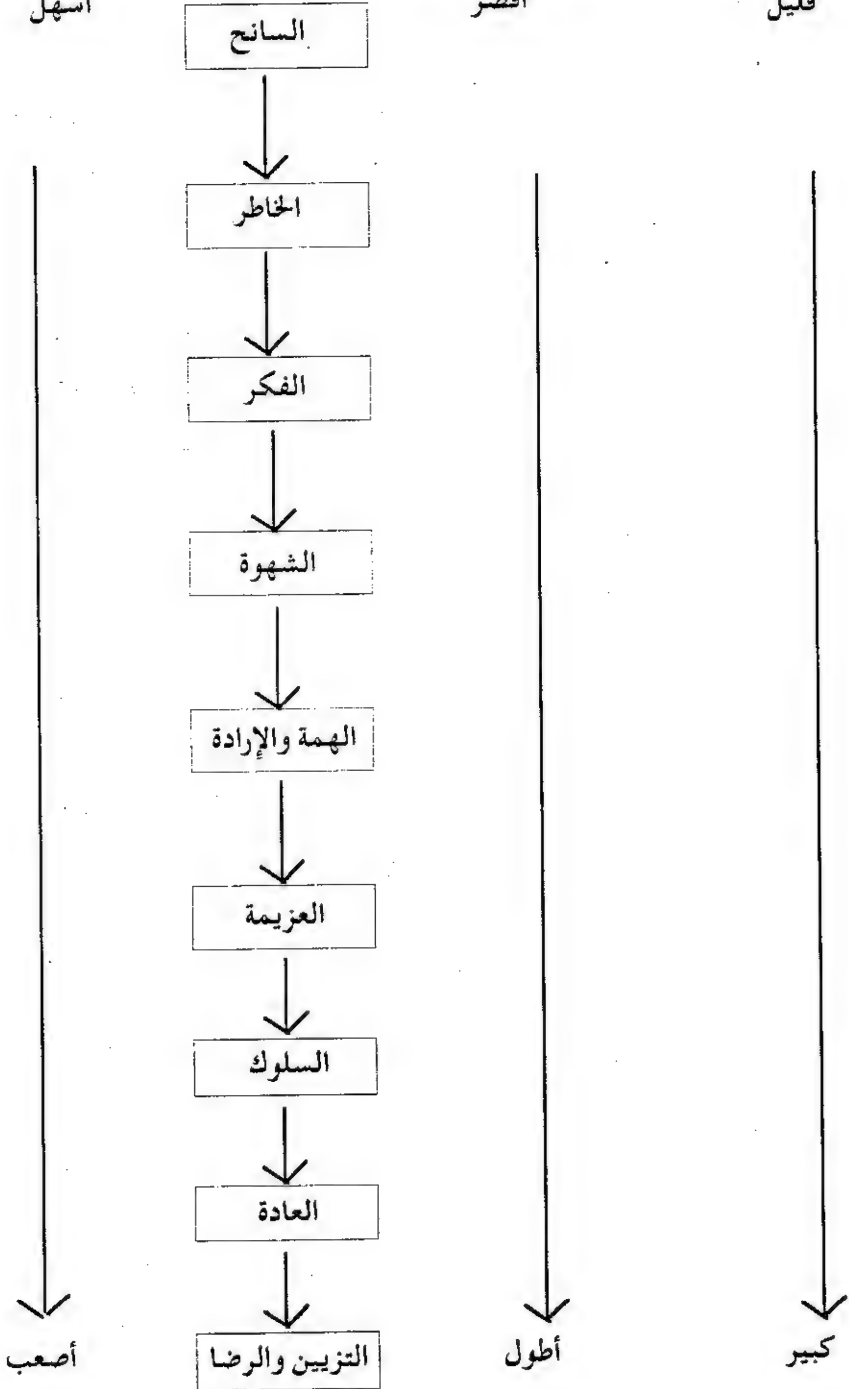 قليل أقصر السانح أسهل
الخاطر
الفكر
الشهوة
الهمة والإرادة
العزيمة
السلوك
العادة
كبير أطول التزيين والرضا أصعب